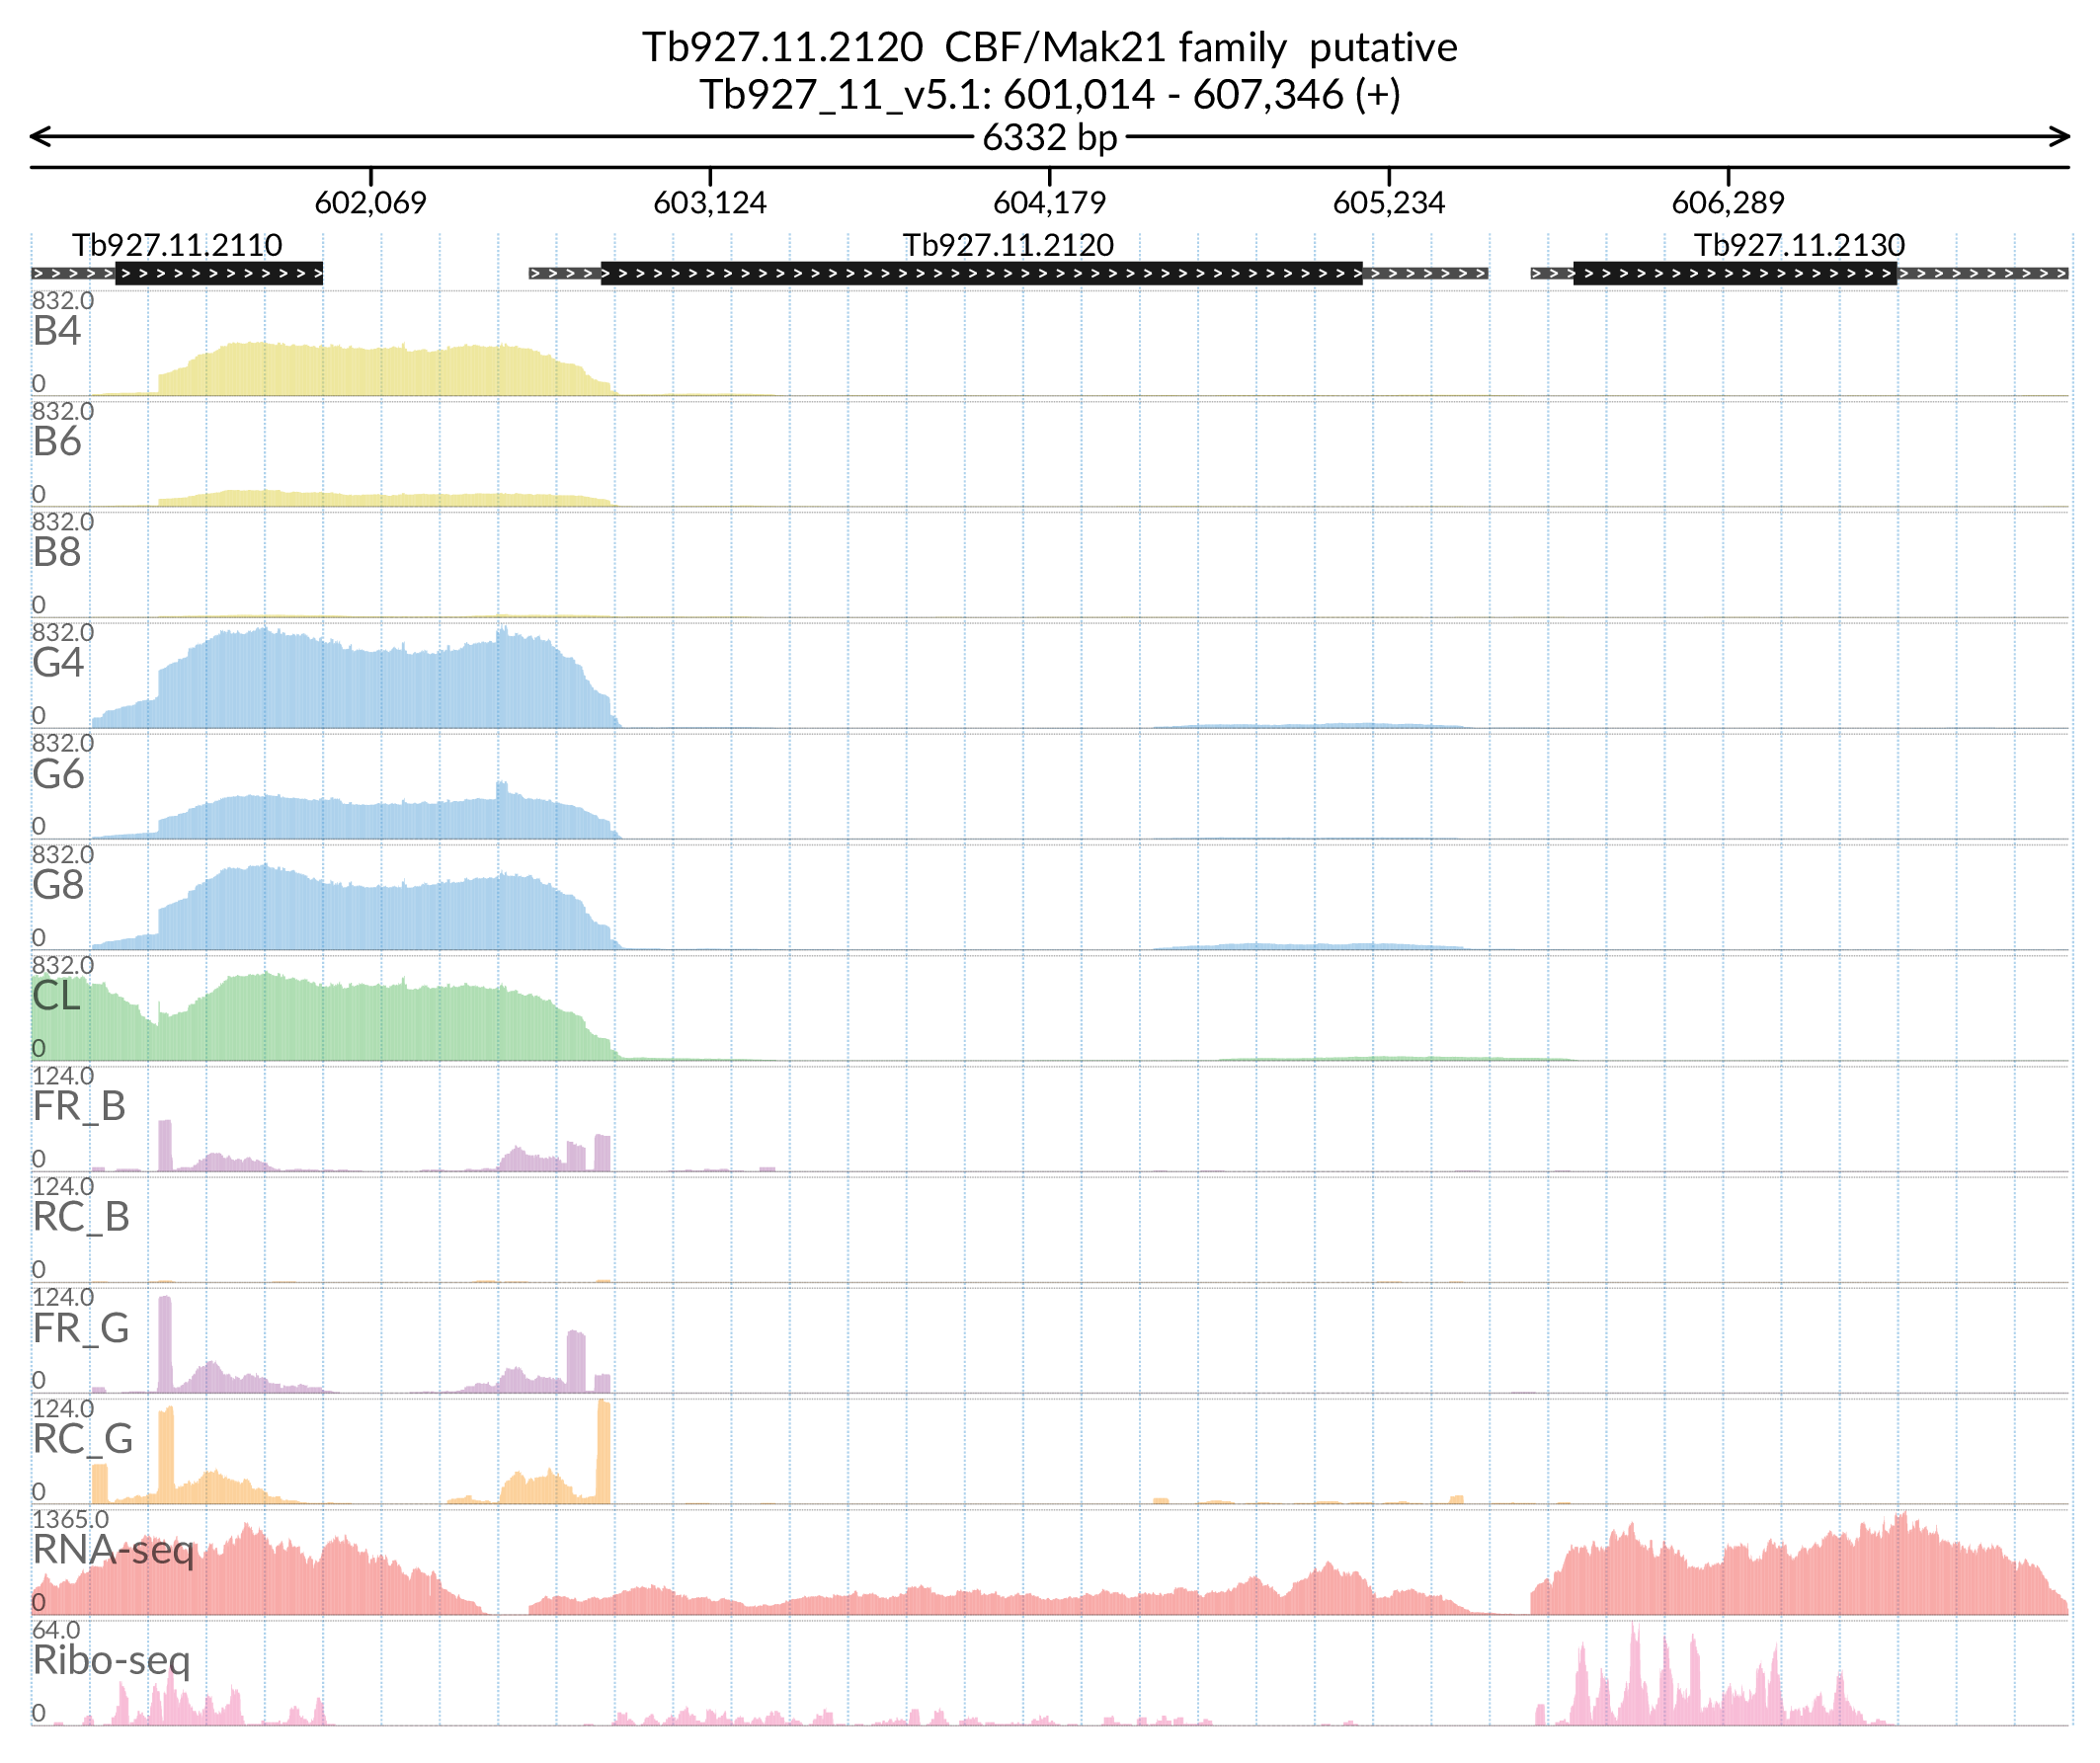 Tb927.11.2120  CBF/Mak21 family  putative
Tb927_11_v5.1: 601,014 - 607,346 (+)
6332 bp
602,069 603,124 604,179 605,234 606,289
Tb927.11.2110 Tb927.11.2120 Tb927.11.2130
832.0
B4
0
832.0
B6
0
832.0
B8
0
832.0
G4
0
832.0
G6
0
832.0
G8
0
832.0
CL
0
124.0
FR_B
0
124.0
RC_B
0
124.0
FR_G
0
124.0
RC_G
0
1365.0
RNA-seq
0
64.0
Ribo-seq
0